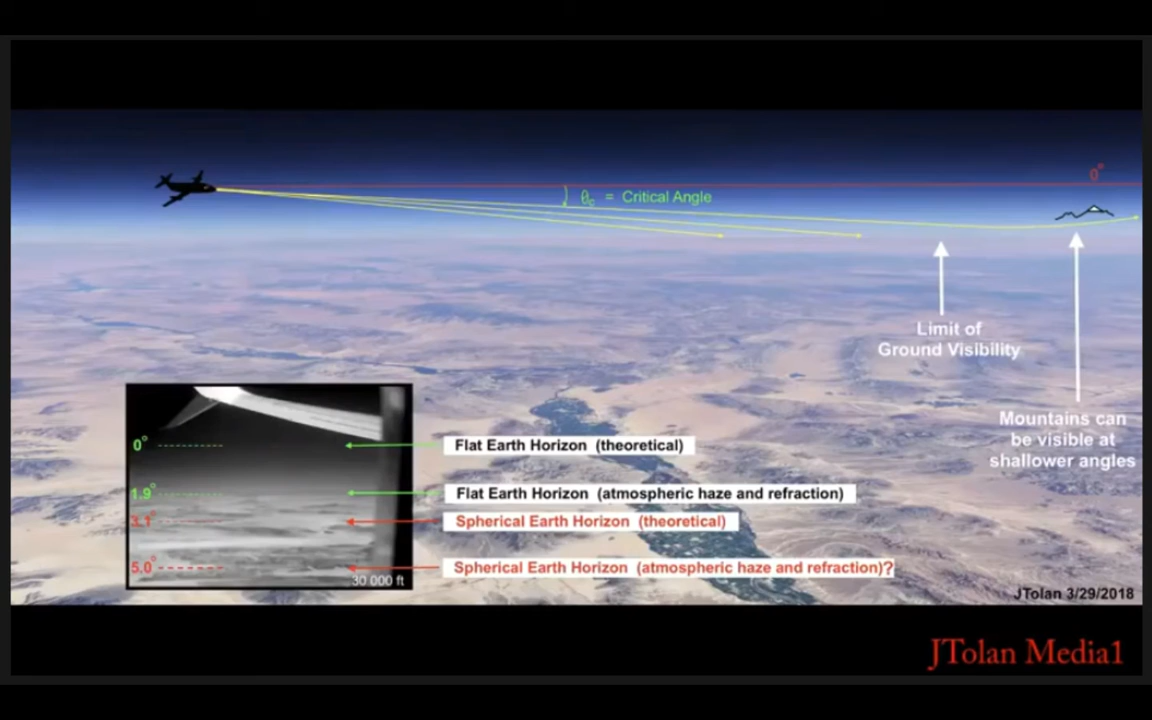 0°
θc = Critical Angle
Limit of
Ground Visibility
Mountains can
be visible at
shallower angles
0°
Flat Earth Horizon (theoretical)
1.9°
Flat Earth Horizon (atmospheric haze and refraction)
3.1°
Spherical Earth Horizon (theoretical)
5.0°
Spherical Earth Horizon (atmospheric haze and refraction)?
30 000 ft
JTolan 3/29/2018
JTolan Media1